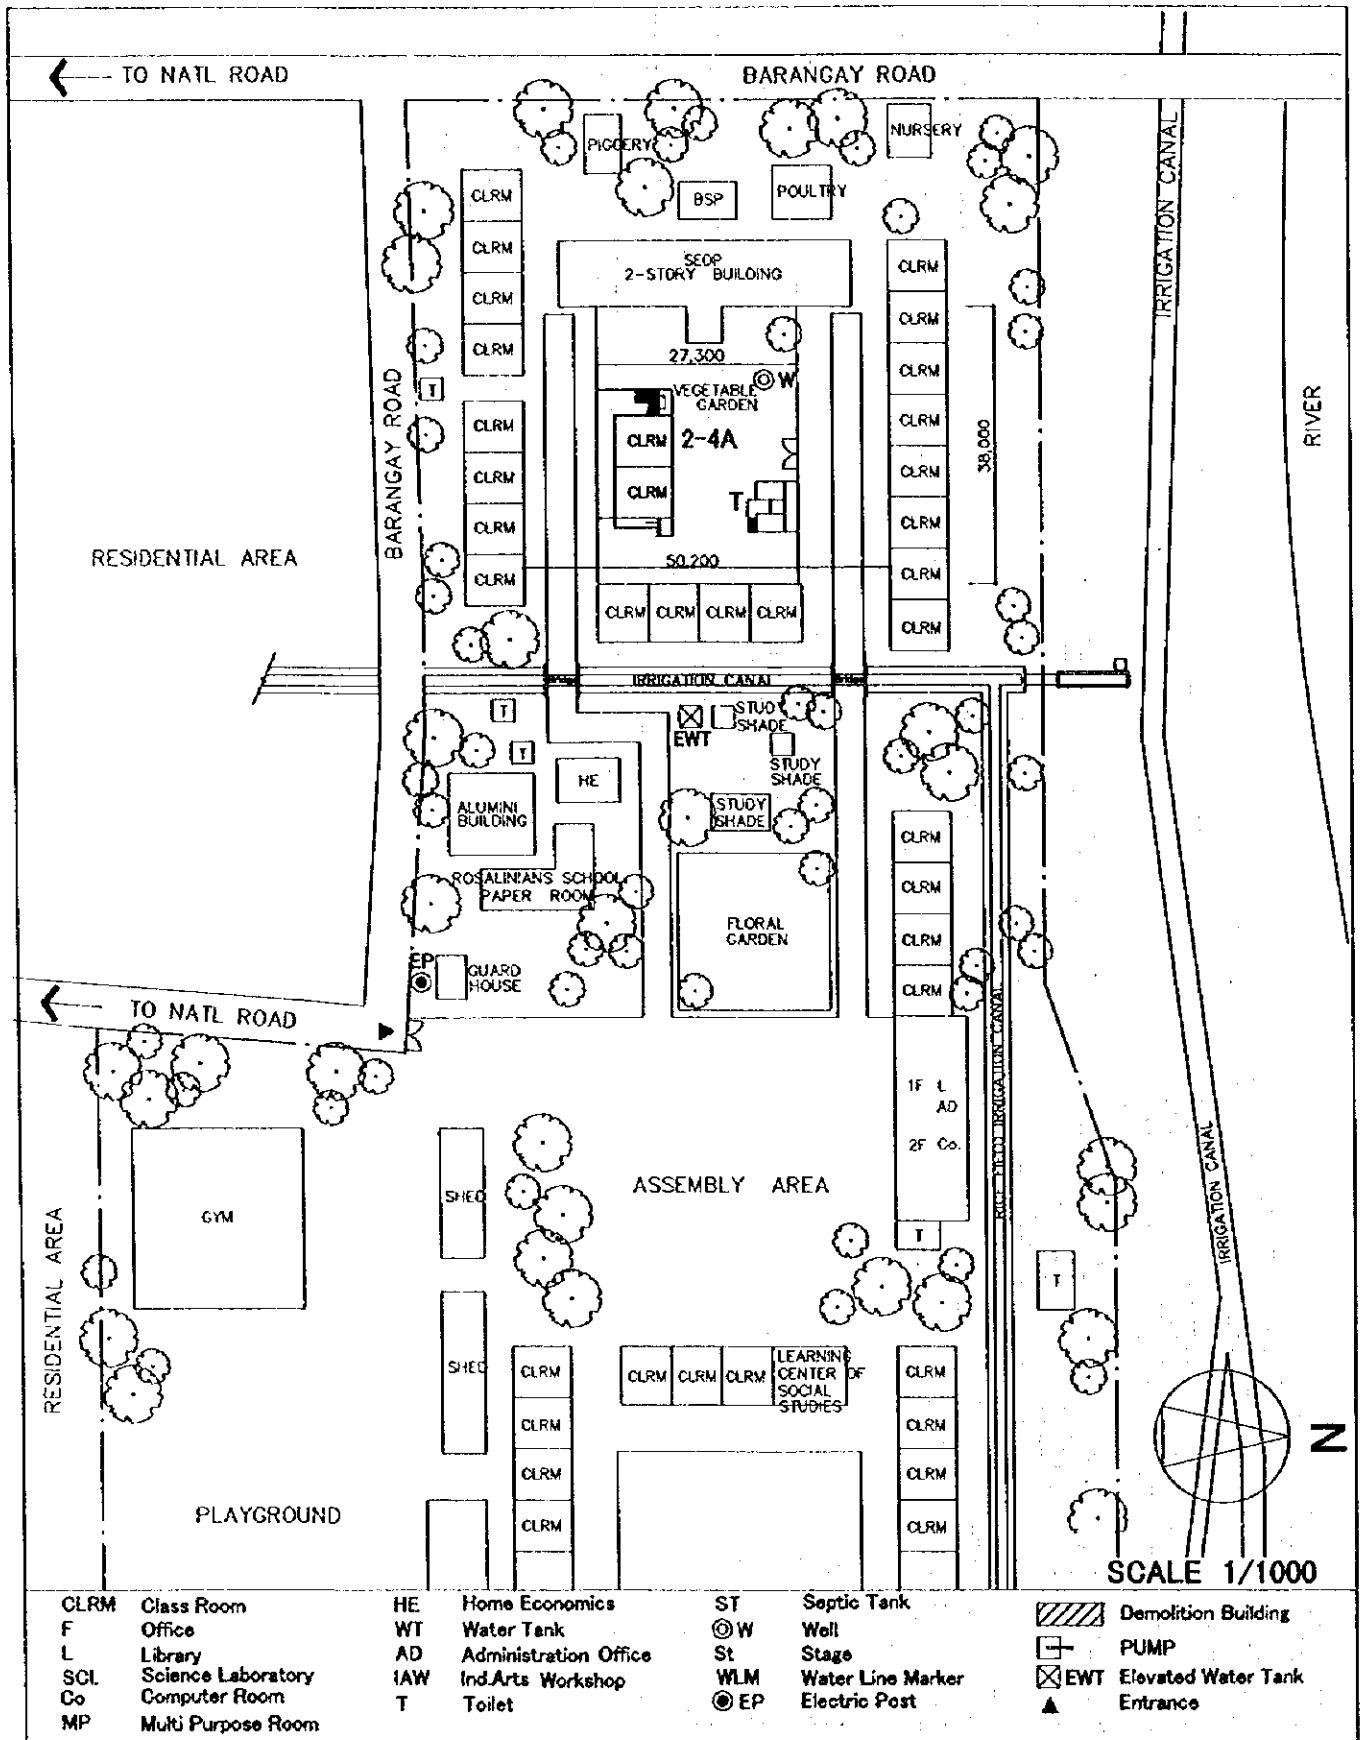 TO NATL ROAD
BARANGAY ROAD
PIGGERY
NURSERY
IRRIGATION CANAL
CLRM
BSP
POULTRY
CLRM
SEDP
2-STORY BUILDING
CLRM
CLRM
CLRM
CLRM
27,300
CLRM
T
BARANGAY ROAD
VEGETABLE
GARDEN
W
CLRM
RIVER
CLRM
CLRM
2-4A
CLRM
38,000
CLRM
CLRM
T
CLRM
CLRM
CLRM
RESIDENTIAL AREA
50,200
CLRM
CLRM
CLRM
CLRM
CLRM
CLRM
CLRM
Bridge
IRRIGATION CANAL
Bridge
T
EWT
STUD
SHADE
T
STUDY
SHADE
HE
ALUMINI
BUILDING
STUDY
SHADE
CLRM
ROSALINIANS SCHOOL
PAPER ROOM
CLRM
FLORAL
GARDEN
CLRM
EP
GUARD
HOUSE
CLRM
TO NATL ROAD
RICE FIELD IRRIGATION CANAL
1F L
AD
2F Co.
IRRIGATION CANAL
ASSEMBLY AREA
SHED
GYM
T
RESIDENTIAL AREA
T
SHED
CLRM
CLRM
CLRM
CLRM
LEARNING
CENTER OF
SOCIAL
STUDIES
CLRM
CLRM
CLRM
N
CLRM
CLRM
PLAYGROUND
CLRM
CLRM
SCALE 1/1000
CLRM Class Room
F Office
L Library
SCL Science Laboratory
Co Computer Room
MP Multi Purpose Room
HE Home Economics
WT Water Tank
AD Administration Office
IAW Ind.Arts Workshop
T Toilet
ST Septic Tank
W Well
St Stage
WLM Water Line Marker
EP Electric Post
Demolition Building
PUMP
EWT Elevated Water Tank
Entrance